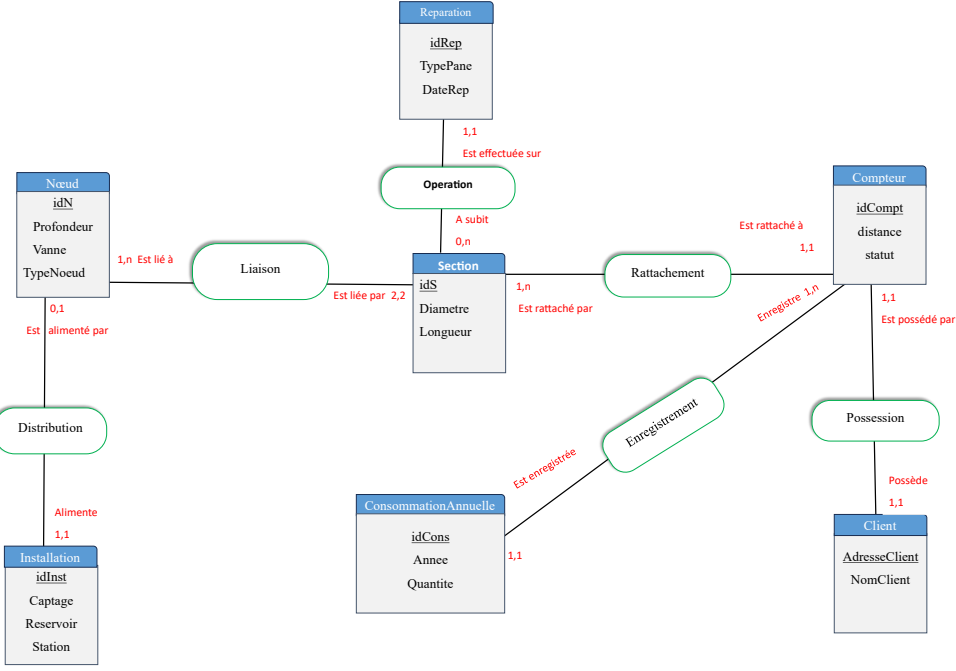 Reparation
idRep
TypePane
DateRep
1,1
Est effectuée sur
Operation
A subit
0,n
Nœud
idN
Profondeur
Vanne
TypeNoeud
1,n Est lié à
Liaison
Est liée par 2,2
Section
idS
Diametre
Longueur
1,n
Est rattaché par
Rattachement
Est rattaché à
1,1
Compteur
idCompt
distance
statut
0,1
Est alimenté par
Distribution
Alimente
1,1
Installation
idInst
Captage
Reservoir
Station
Enregistre 1,n
Enregistrement
Est enregistrée
1,1
ConsommationAnnuelle
idCons
Annee
Quantite
1,1
Est possédé par
Possession
Possède
1,1
Client
AdresseClient
NomClient